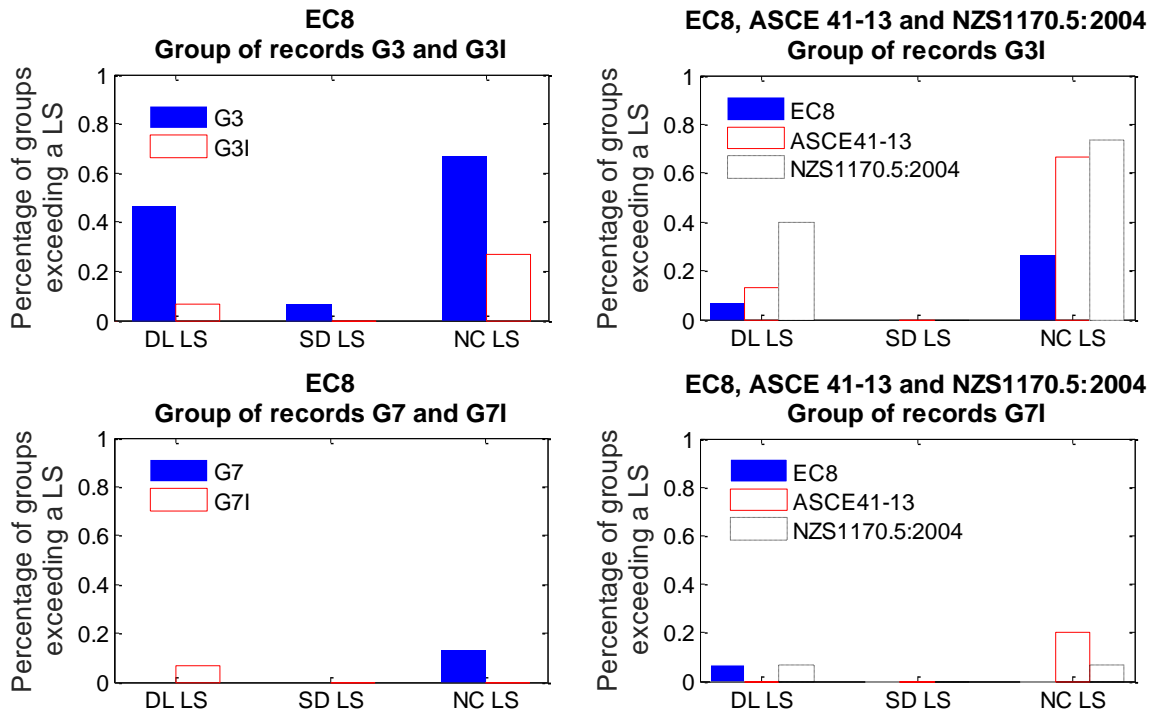 EC8
Group of records G3 and G3I
Percentage of groups
exceeding a LS
1
0.8
0.6
0.4
0.2
0
G3
G3I
DL LS
SD LS
NC LS
EC8, ASCE 41-13 and NZS1170.5:2004
Group of records G3I
Percentage of groups
exceeding a LS
1
0.8
0.6
0.4
0.2
0
EC8
ASCE41-13
NZS1170.5:2004
DL LS
SD LS
NC LS
EC8
Group of records G7 and G7I
Percentage of groups
exceeding a LS
1
0.8
0.6
0.4
0.2
0
G7
G7I
DL LS
SD LS
NC LS
EC8, ASCE 41-13 and NZS1170.5:2004
Group of records G7I
Percentage of groups
exceeding a LS
1
0.8
0.6
0.4
0.2
0
EC8
ASCE41-13
NZS1170.5:2004
DL LS
SD LS
NC LS